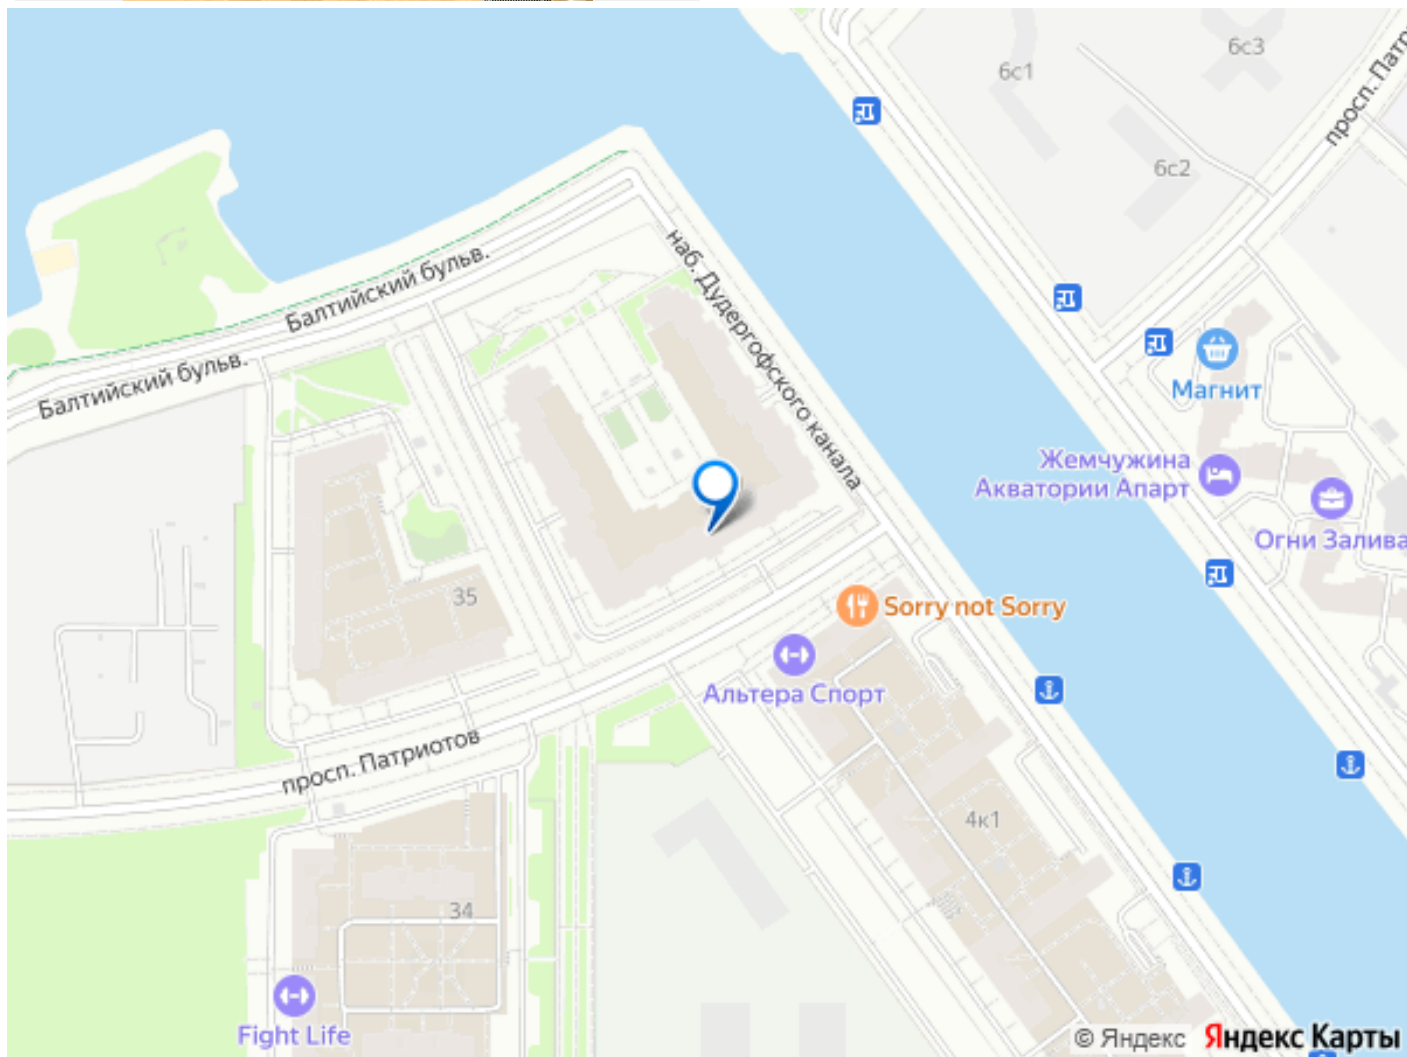 6с3
6с1
просп. Патр
6с2
наб. Дудергофского канала
Балтийский бульв.
Балтийский бульв.
Магнит
Жемчужина
Акватории Апарт
Огни Залива
35
Sorry not Sorry
Альтера Спорт
просп. Патриотов
4к1
34
Fight Life
© Яндекс Яндекс Карты